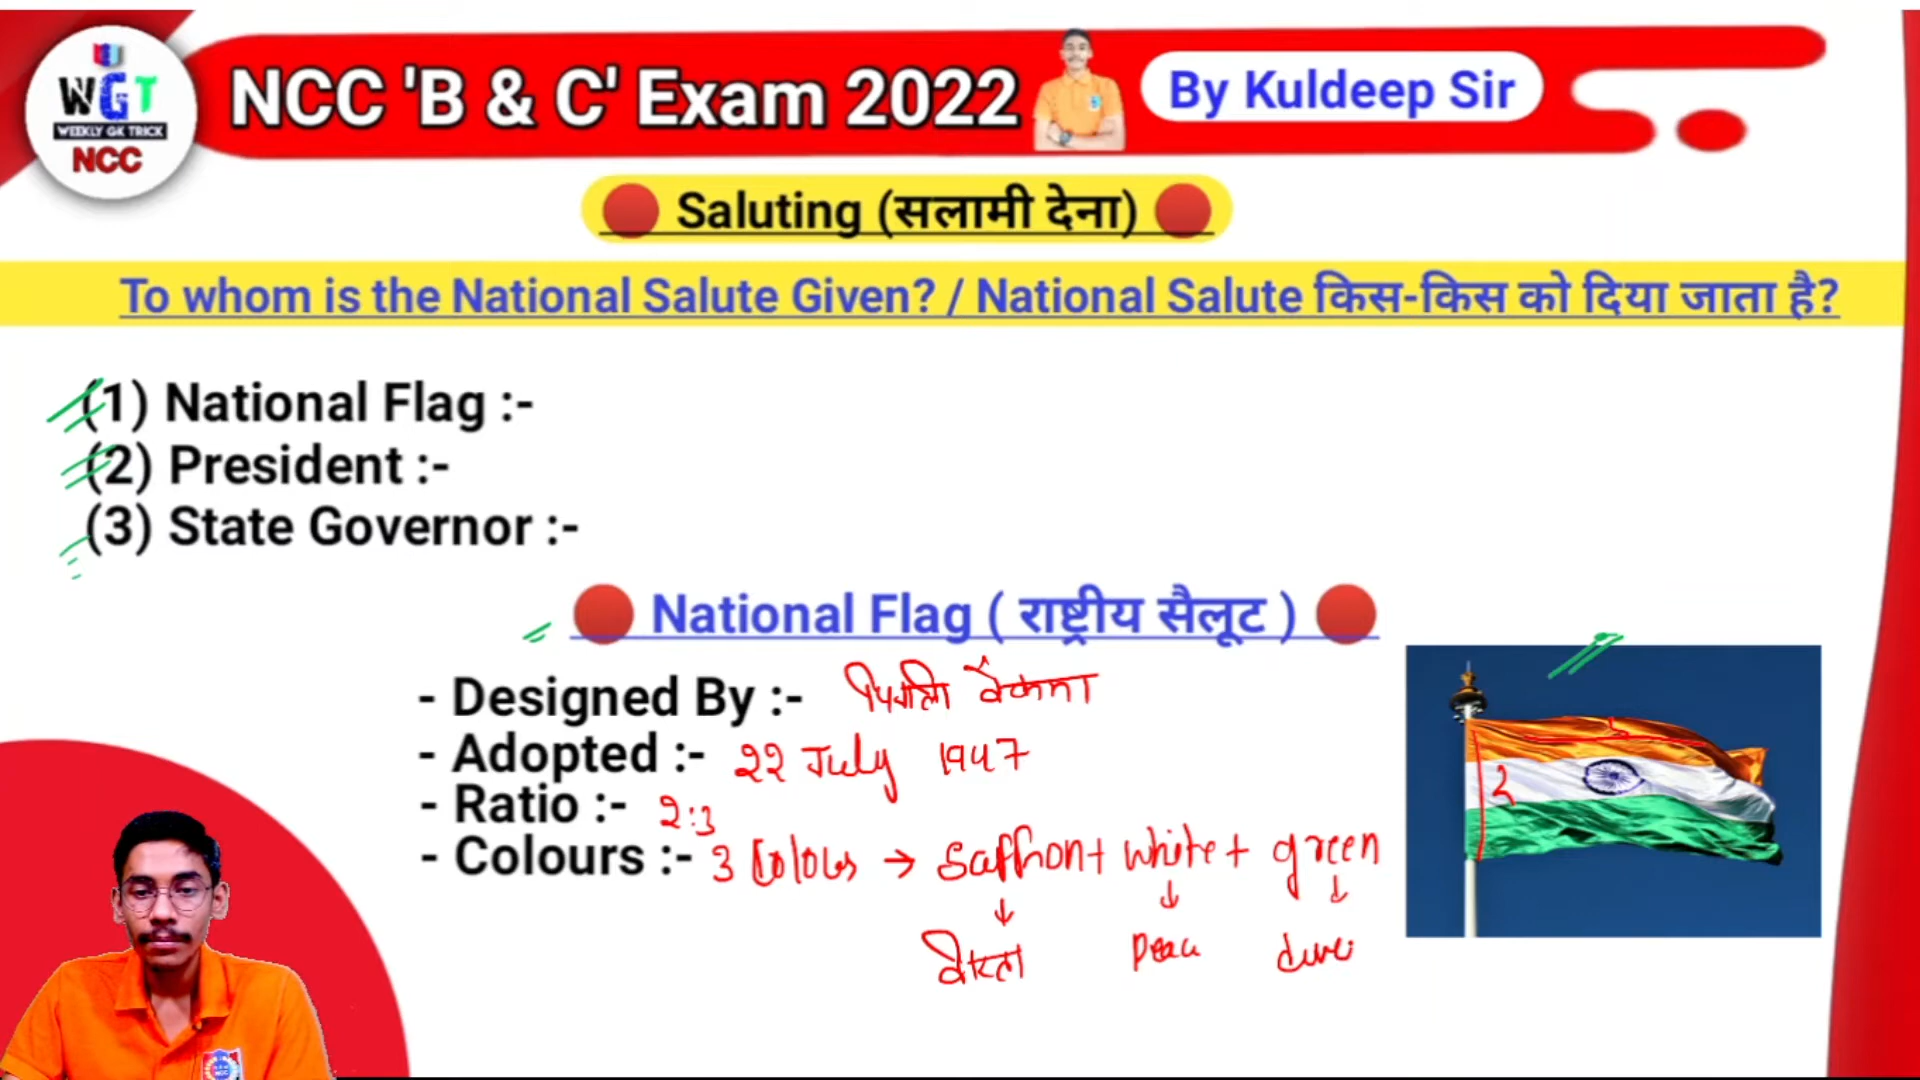 WGT
WEEKLY GK TRICK
NCC
NCC 'B & C' Exam 2022
By Kuldeep Sir
Saluting (सलामी देना)
To whom is the National Salute Given? / National Salute किस-किस को दिया जाता है?
(1) National Flag :-
(2) President :-
(3) State Governor :-
National Flag ( राष्ट्रीय सैलूट )
- Designed By :-
- Adopted :- 22 July 1947
- Ratio :- 2:3
- Colours :- 3 Colours → saffron + white + green
↓ ↓ ↓
वीरता